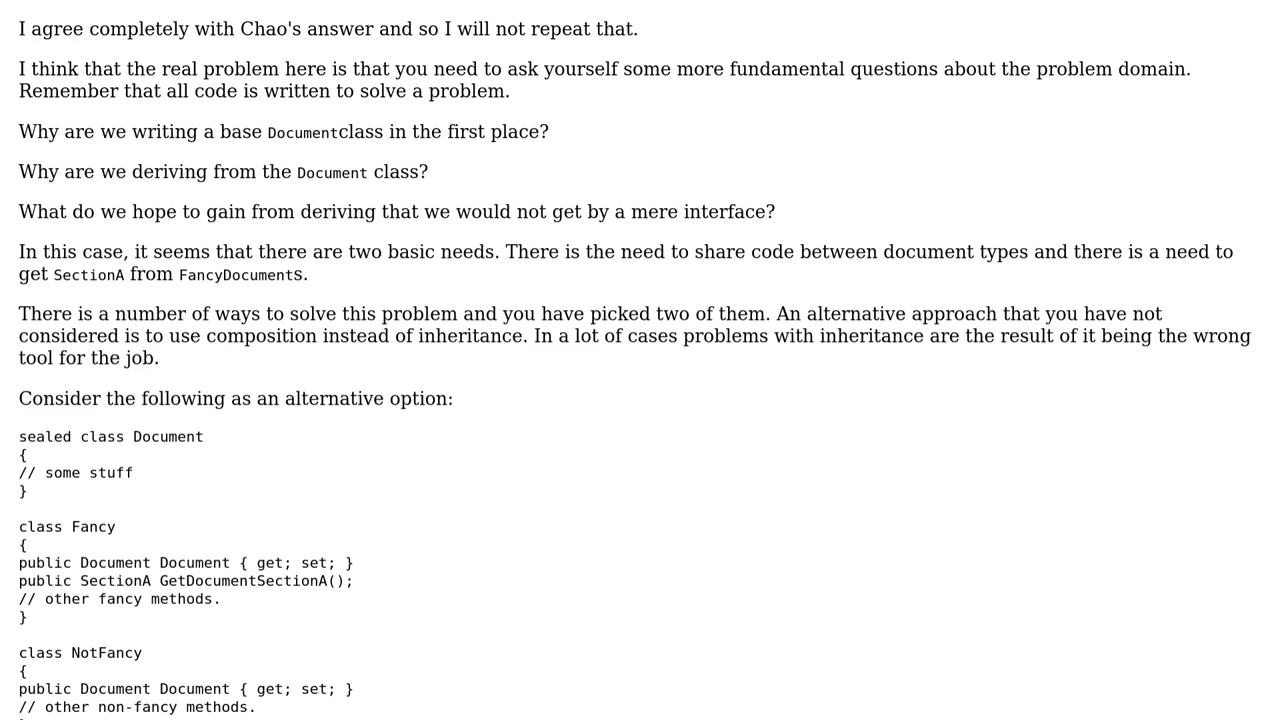 I agree completely with Chao's answer and so I will not repeat that.
I think that the real problem here is that you need to ask yourself some more fundamental questions about the problem domain.
Remember that all code is written to solve a problem.
Why are we writing a base Documentclass in the first place?
Why are we deriving from the Document class?
What do we hope to gain from deriving that we would not get by a mere interface?
In this case, it seems that there are two basic needs. There is the need to share code between document types and there is a need to
get SectionA from FancyDocuments.
There is a number of ways to solve this problem and you have picked two of them. An alternative approach that you have not
considered is to use composition instead of inheritance. In a lot of cases problems with inheritance are the result of it being the wrong
tool for the job.
Consider the following as an alternative option:
sealed class Document
{
// some stuff
}
class Fancy
{
public Document Document { get; set; }
public SectionA GetDocumentSectionA();
// other fancy methods.
}
class NotFancy
{
public Document Document { get; set; }
// other non-fancy methods.